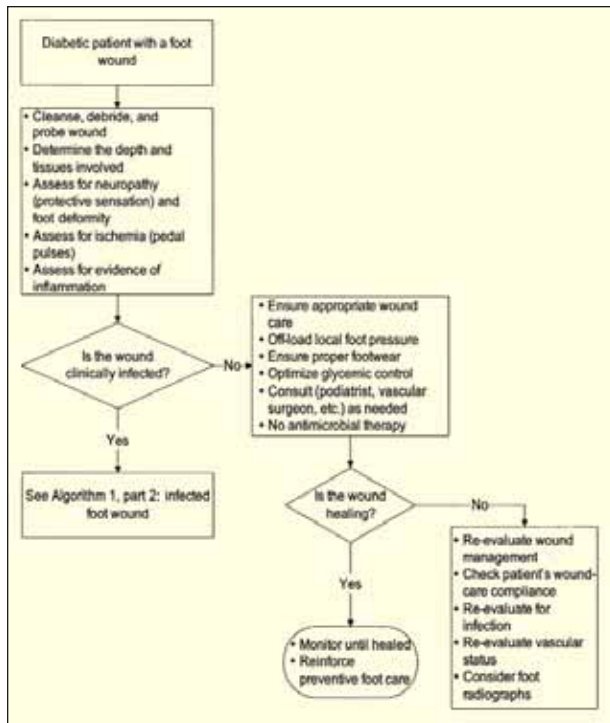 Diabetic patient with a foot
wound
• Cleanse, debride, and
probe wound
• Determine the depth and
tissues involved
• Assess for neuropathy
(protective sensation) and
foot deformity
• Assess for ischemia (pedal
pulses)
• Assess for evidence of
inflammation
Is the wound
clinically infected?
No
Yes
See Algorithm 1, part 2: infected
foot wound
• Ensure appropriate wound
care
• Off-load local foot pressure
• Ensure proper footwear
• Optimize glycemic control
• Consult (podiatrist, vascular
surgeon, etc.) as needed
• No antimicrobial therapy
Is the wound
healing?
No
Yes
• Monitor until healed
• Reinforce
preventive foot care
• Re-evaluate wound
management
• Check patient's wound-
care compliance
• Re-evaluate for
infection
• Re-evaluate vascular
status
• Consider foot
radiographs